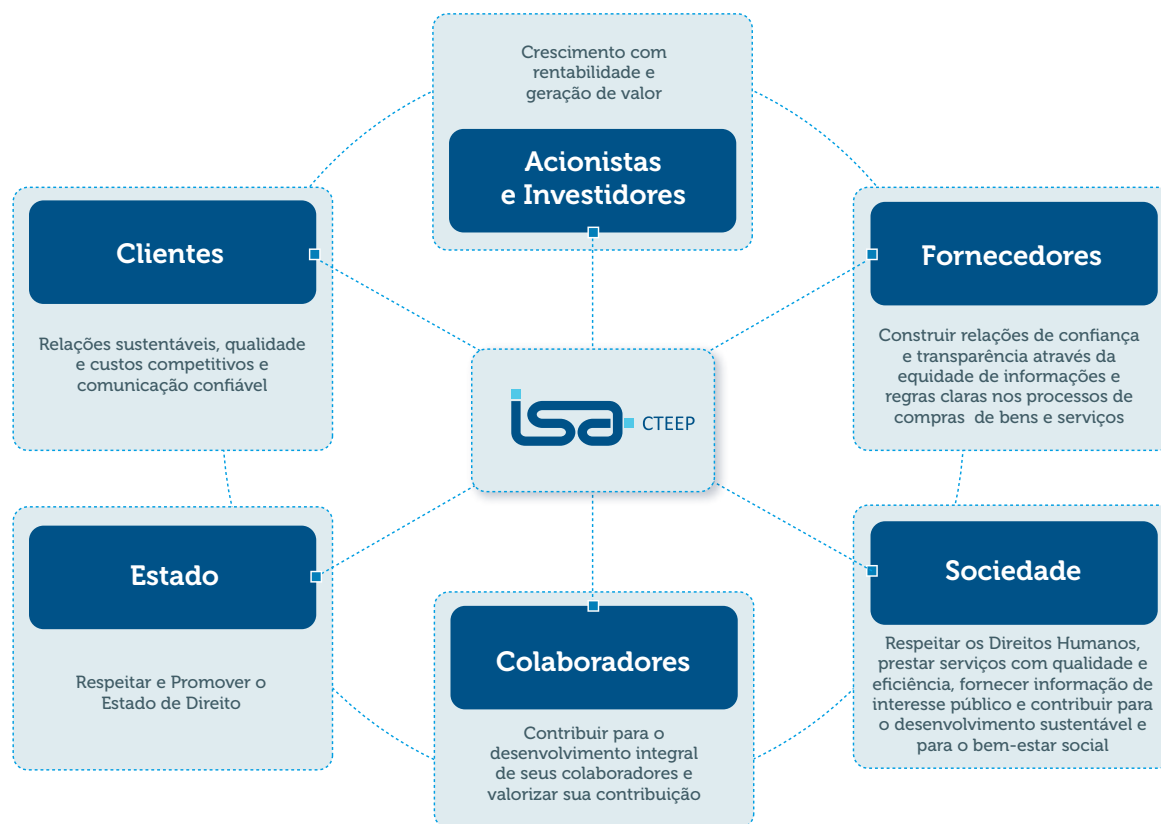 Crescimento com
rentabilidade e
geração de valor
Acionistas
e Investidores
Clientes
Relações sustentáveis, qualidade
e custos competitivos e
comunicação confiável
Fornecedores
Construir relações de confiança
e transparência através da
equidade de informações e
regras claras nos processos de
compras de bens e serviços
isa CTEEP
Estado
Respeitar e Promover o
Estado de Direito
Colaboradores
Contribuir para o
desenvolvimento integral
de seus colaboradores e
valorizar sua contribuição
Sociedade
Respeitar os Direitos Humanos,
prestar serviços com qualidade e
eficiência, fornecer informação de
interesse público e contribuir para
o desenvolvimento sustentável e
para o bem-estar social